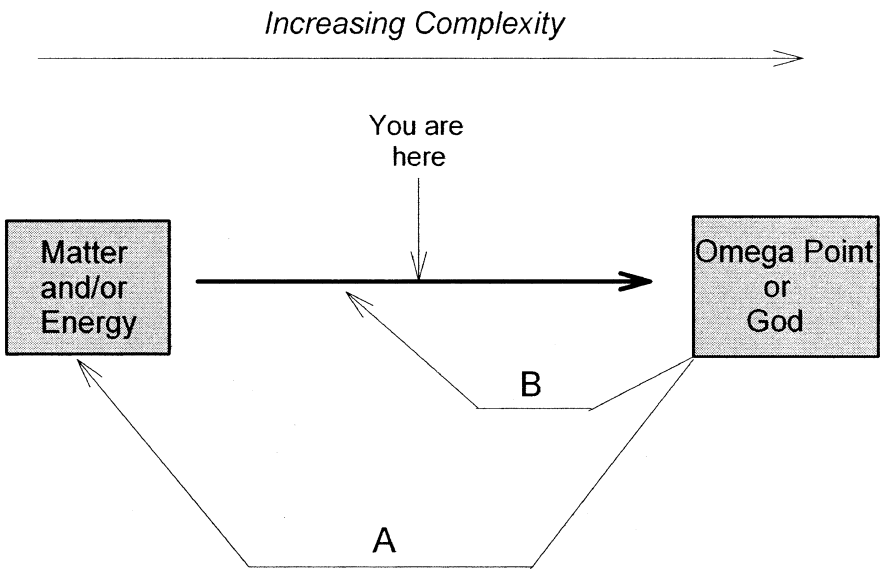 Increasing Complexity
You are
here
Matter
and/or
Energy
Omega Point
or
God
B
A